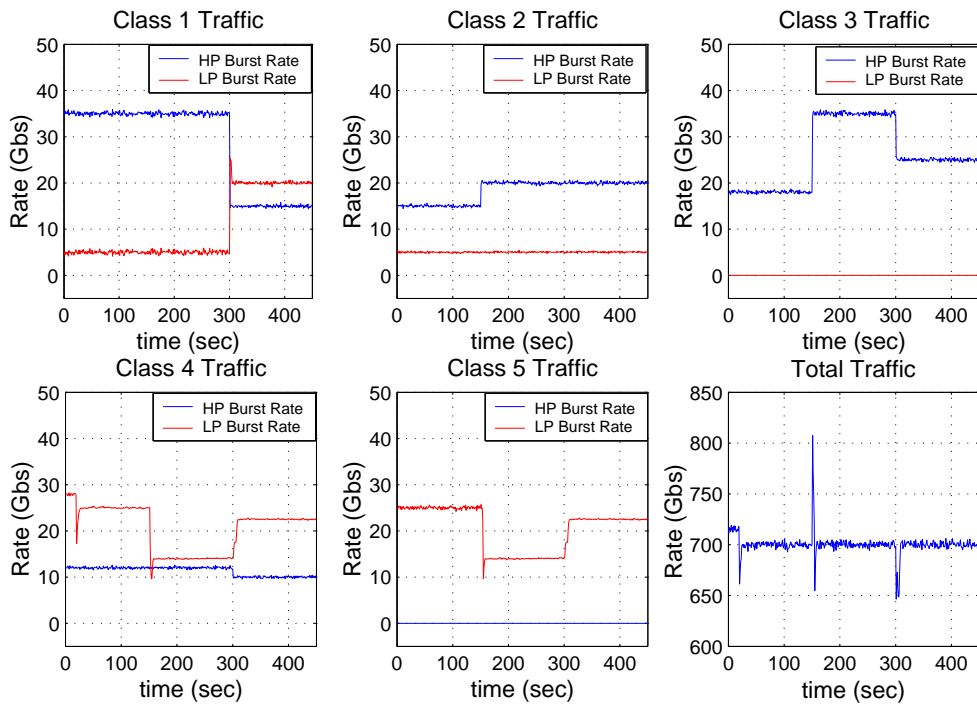 Class 1 Traffic
50
40
30
20
10
0
Rate (Gbs)
HP Burst Rate
LP Burst Rate
0 100 200 300 400
time (sec)
Class 2 Traffic
50
40
30
20
10
0
Rate (Gbs)
HP Burst Rate
LP Burst Rate
0 100 200 300 400
time (sec)
Class 3 Traffic
50
40
30
20
10
0
Rate (Gbs)
HP Burst Rate
LP Burst Rate
0 100 200 300 400
time (sec)
Class 4 Traffic
50
40
30
20
10
0
Rate (Gbs)
HP Burst Rate
LP Burst Rate
0 100 200 300 400
time (sec)
Class 5 Traffic
50
40
30
20
10
0
Rate (Gbs)
HP Burst Rate
LP Burst Rate
0 100 200 300 400
time (sec)
Total Traffic
850
800
750
700
650
600
Rate (Gbs)
0 100 200 300 400
time (sec)